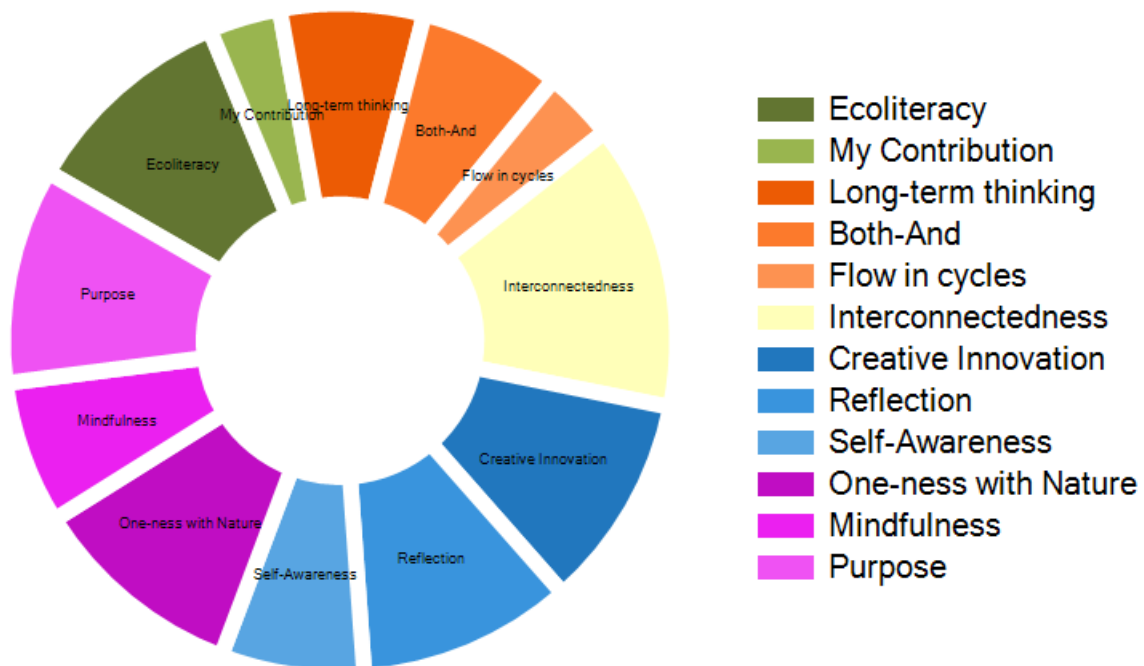 My Contribution
Long-term thinking
Both-And
Flow in cycles
Ecoliteracy
Interconnectedness
Purpose
Mindfulness
Creative Innovation
One-ness with Nature
Self-Awareness
Reflection
Ecoliteracy
My Contribution
Long-term thinking
Both-And
Flow in cycles
Interconnectedness
Creative Innovation
Reflection
Self-Awareness
One-ness with Nature
Mindfulness
Purpose